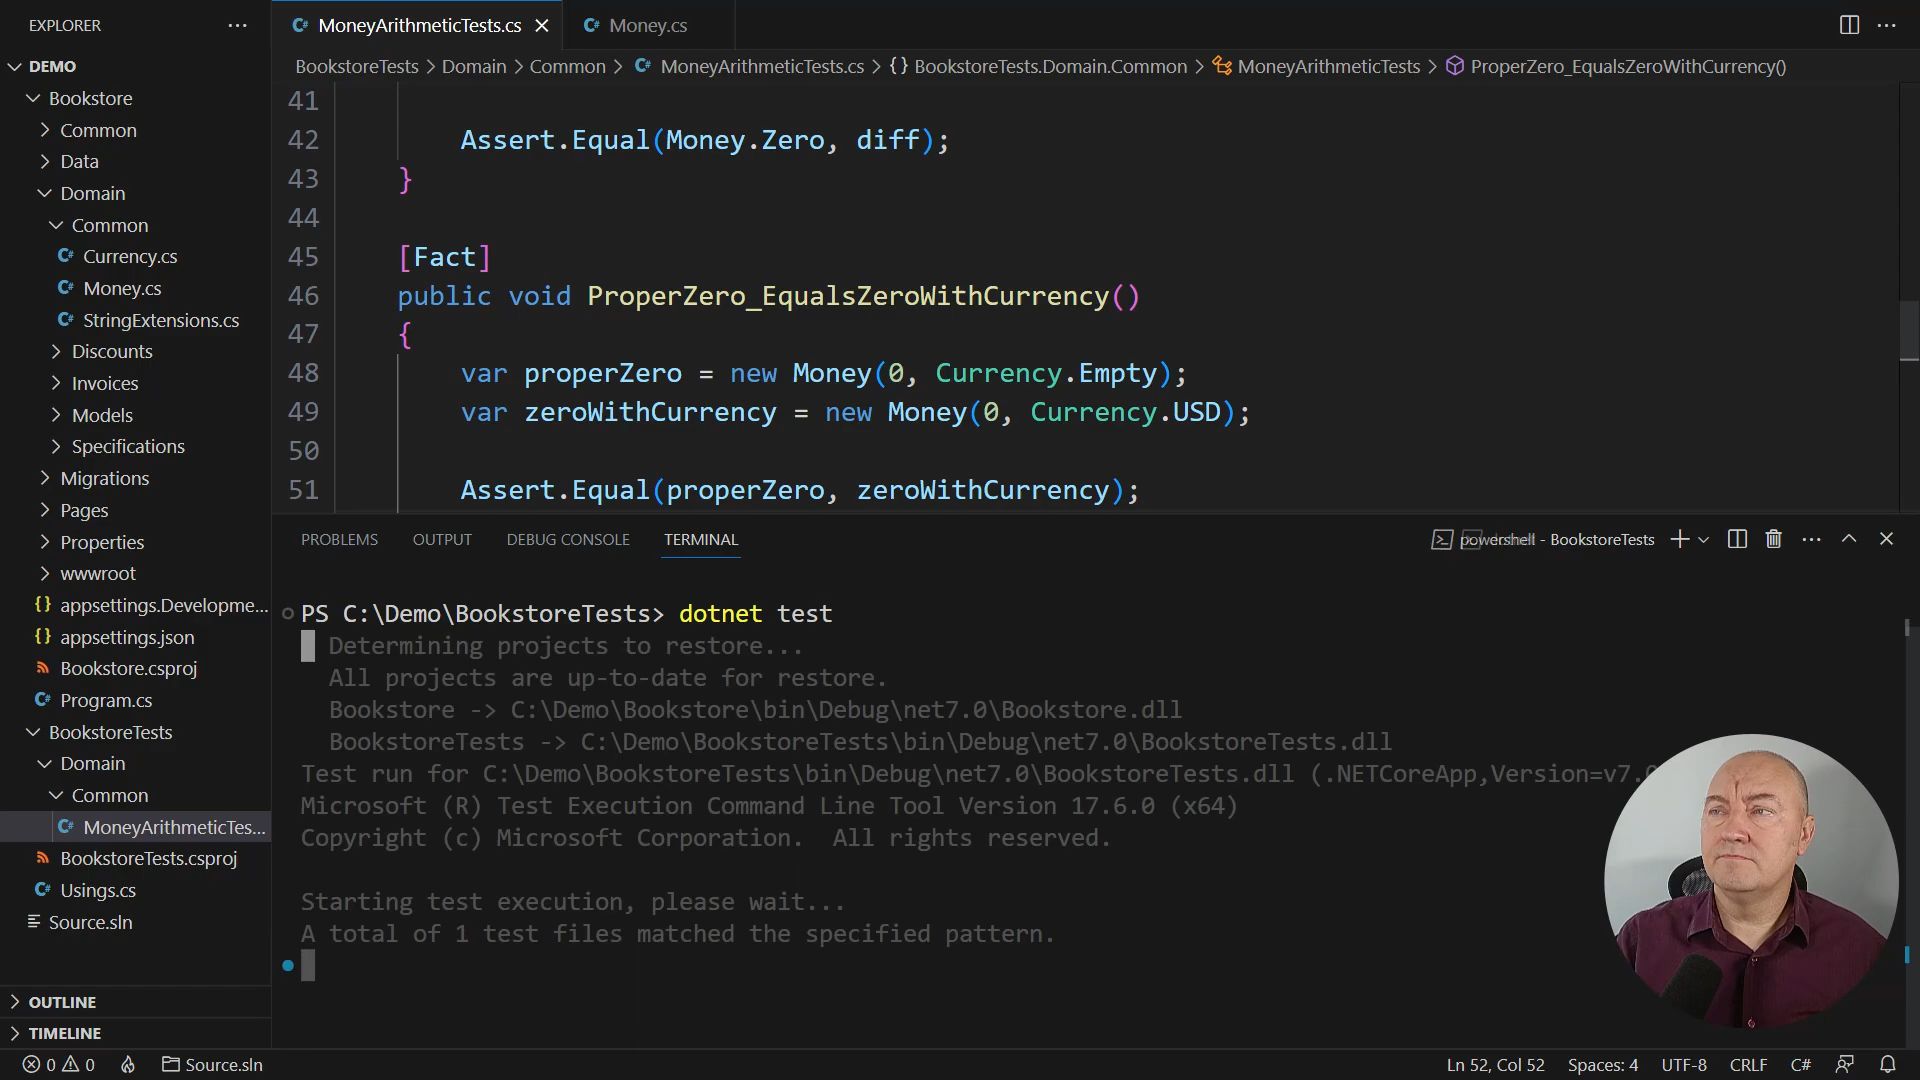 EXPLORER
DEMO
Bookstore
Common
Data
Domain
Common
Currency.cs
Money.cs
StringExtensions.cs
Discounts
Invoices
Models
Specifications
Migrations
Pages
Properties
wwwroot
appsettings.Developme...
appsettings.json
Bookstore.csproj
Program.cs
BookstoreTests
Domain
Common
MoneyArithmeticTes...
BookstoreTests.csproj
Usings.cs
Source.sln
OUTLINE
TIMELINE
MoneyArithmeticTests.cs
Money.cs
BookstoreTests > Domain > Common > MoneyArithmeticTests.cs > {} BookstoreTests.Domain.Common > MoneyArithmeticTests > ProperZero_EqualsZeroWithCurrency()
41
42 Assert.Equal(Money.Zero, diff);
43 }
44
45 [Fact]
46 public void ProperZero_EqualsZeroWithCurrency()
47 {
48 var properZero = new Money(0, Currency.Empty);
49 var zeroWithCurrency = new Money(0, Currency.USD);
50
51 Assert.Equal(properZero, zeroWithCurrency);
PROBLEMS OUTPUT DEBUG CONSOLE TERMINAL
powershell - BookstoreTests
PS C:\Demo\BookstoreTests> dotnet test
Determining projects to restore...
All projects are up-to-date for restore.
Bookstore -> C:\Demo\Bookstore\bin\Debug\net7.0\Bookstore.dll
BookstoreTests -> C:\Demo\BookstoreTests\bin\Debug\net7.0\BookstoreTests.dll
Test run for C:\Demo\BookstoreTests\bin\Debug\net7.0\BookstoreTests.dll (.NETCoreApp,Version=v7.0
Microsoft (R) Test Execution Command Line Tool Version 17.6.0 (x64)
Copyright (c) Microsoft Corporation. All rights reserved.
Starting test execution, please wait...
A total of 1 test files matched the specified pattern.
0 0 Source.sln
Ln 52, Col 52 Spaces: 4 UTF-8 CRLF C#